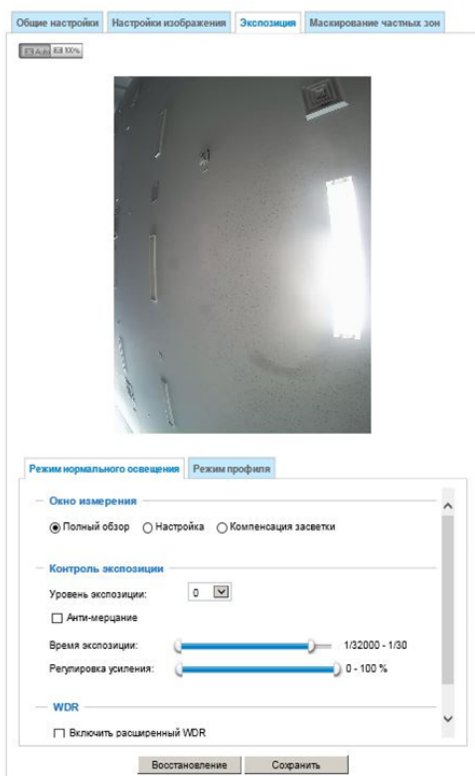 Общие настройки Настройки изображения Экспозиция Маскирование частных зон
Auto 100%
Режим нормального освещения Режим профиля
Окно измерения
Полный обзор Настройка Компенсация засветки
Контроль экспозиции
Уровень экспозиции: 0
Анти-мерцание
Время экспозиции: 1/32000 - 1/30
Регулировка усиления: 0 - 100 %
WDR
Включить расширенный WDR
Восстановление Сохранить